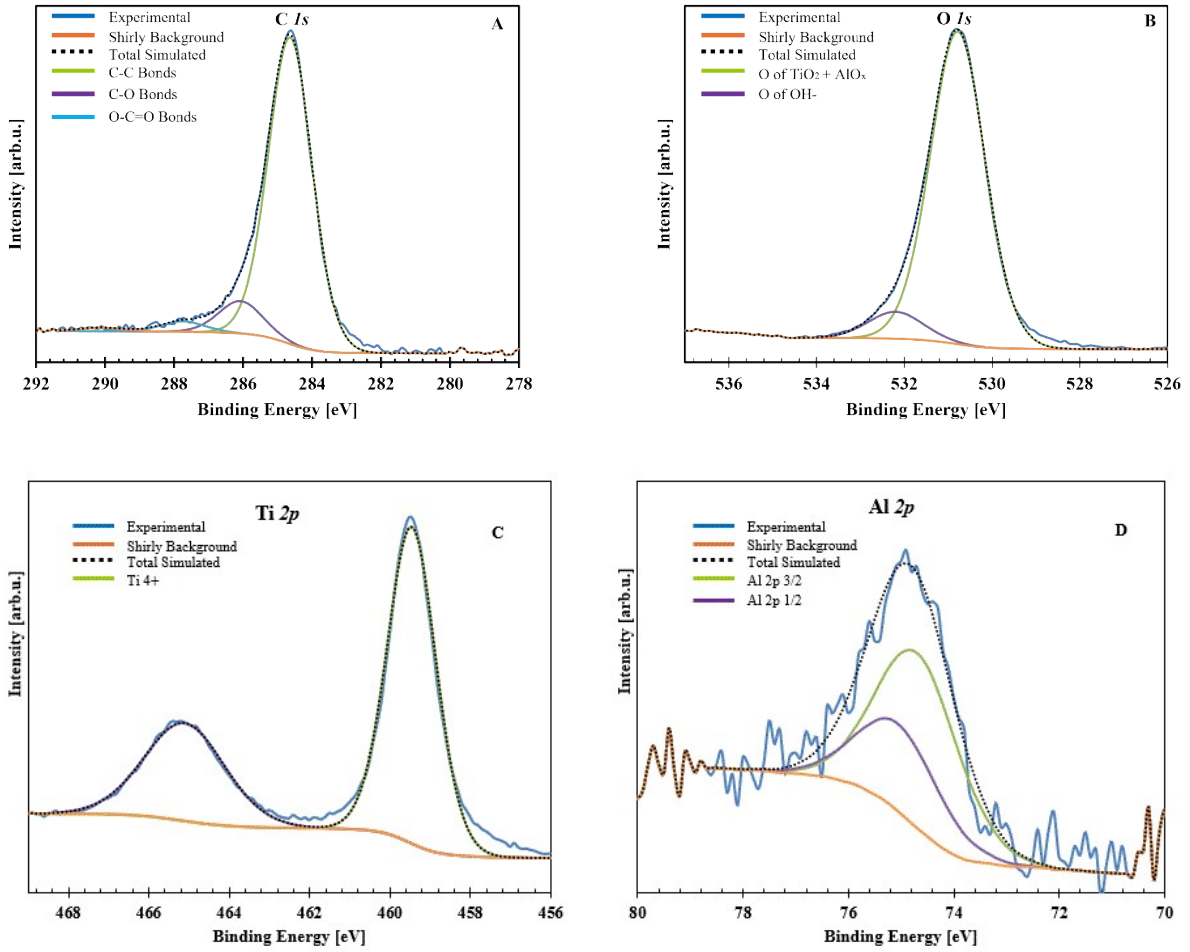 C 1s
A
Experimental
Shirly Background
Total Simulated
C-C Bonds
C-O Bonds
O-C=O Bonds
Intensity [arb.u.]
292 290 288 286 284 282 280 278
Binding Energy [eV]
O 1s
B
Experimental
Shirly Background
Total Simulated
O of TiO₂ + AlOₓ
O of OH-
Intensity [arb.u.]
536 534 532 530 528 526
Binding Energy [eV]
Ti 2p
C
Experimental
Shirly Background
Total Simulated
Ti 4+
Intensity [arb.u.]
468 466 464 462 460 458 456
Binding Energy [eV]
Al 2p
D
Experimental
Shirly Background
Total Simulated
Al 2p 3/2
Al 2p 1/2
Intensity [arb.u.]
80 78 76 74 72 70
Binding Energy [eV]